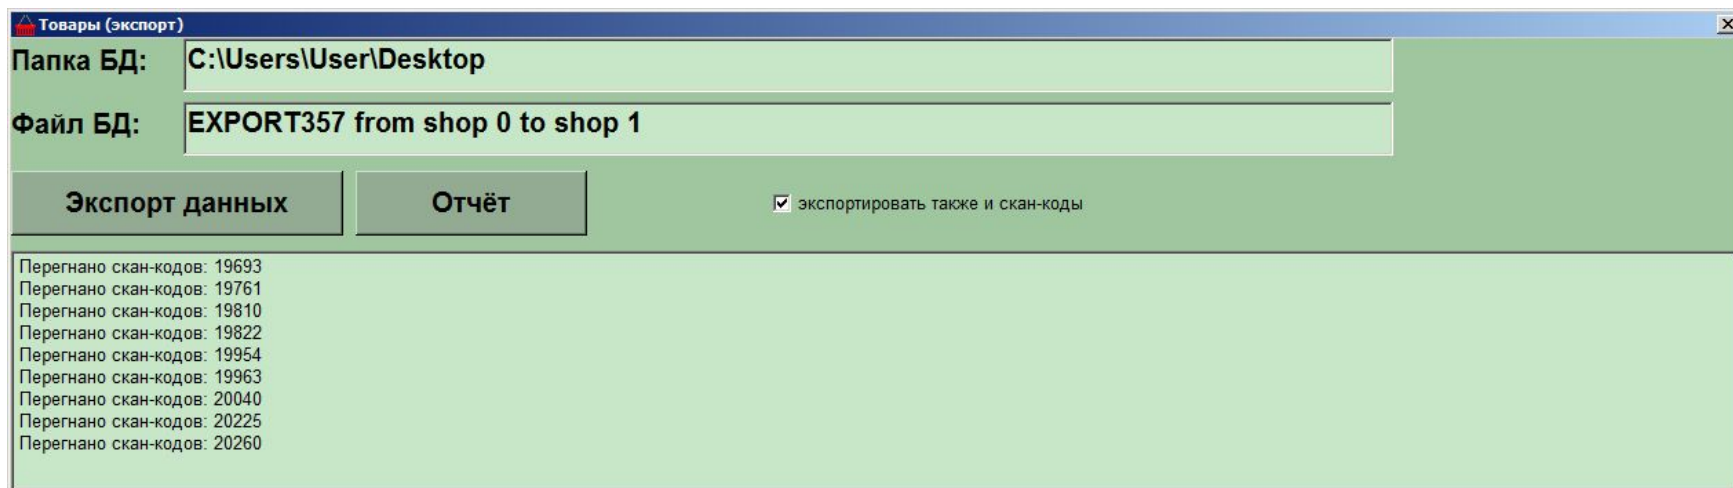 Товары (экспорт)
Папка БД: C:\Users\User\Desktop
Файл БД: EXPORT357 from shop 0 to shop 1
Экспорт данных Отчёт экспортировать также и скан-коды
Перегнано скан-кодов: 19693
Перегнано скан-кодов: 19761
Перегнано скан-кодов: 19810
Перегнано скан-кодов: 19822
Перегнано скан-кодов: 19954
Перегнано скан-кодов: 19963
Перегнано скан-кодов: 20040
Перегнано скан-кодов: 20225
Перегнано скан-кодов: 20260